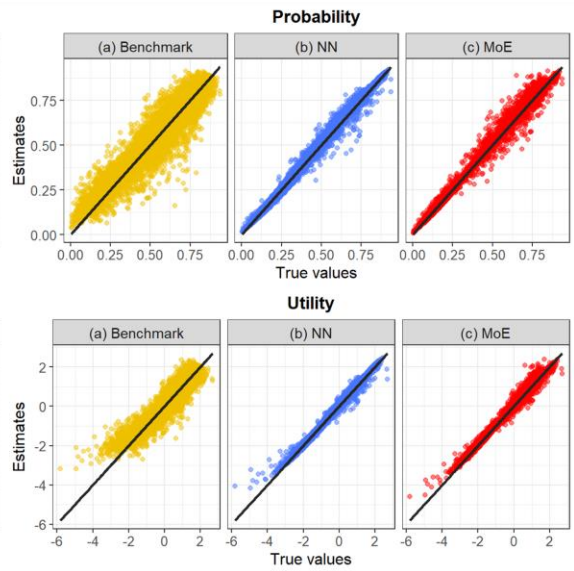 Probability
(a) Benchmark (b) NN (c) MoE
0.75
0.50
0.25
0.00
Estimates
0.00 0.25 0.50 0.75 0.00 0.25 0.50 0.75 0.00 0.25 0.50 0.75
True values
Utility
(a) Benchmark (b) NN (c) MoE
2
0
-2
-4
-6
Estimates
-6 -4 -2 0 2 -6 -4 -2 0 2 -6 -4 -2 0 2
True values